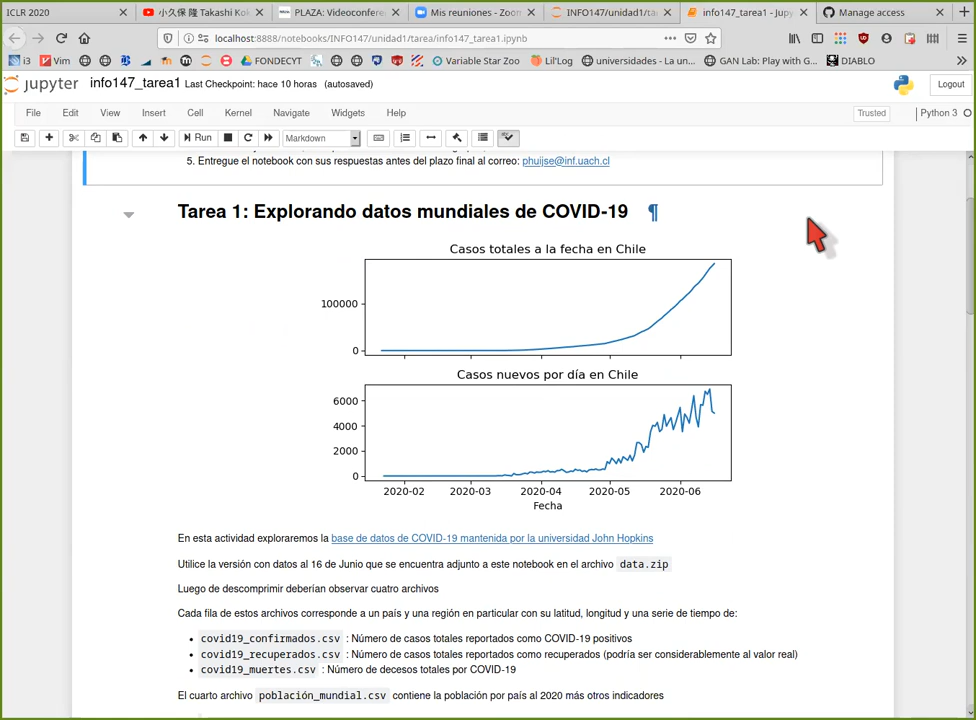 ICLR 2020
小久保 隆 Takashi Kok
PLAZA: Videoconfere
Mis reuniones - Zoom
INFO147/unidad1/ta
info147_tarea1 - Jupy
Manage access
localhost:8888/notebooks/INFO147/unidad1/tarea/info147_tarea1.ipynb
i3
Vim
FONDECYT
Variable Star Zoo
Lil'Log
universidades - La un...
GAN Lab: Play with G...
DIABLO
jupyter
info147_tarea1 Last Checkpoint: hace 10 horas (autosaved)
Logout
File
Edit
View
Insert
Cell
Kernel
Navigate
Widgets
Help
Trusted
Python 3
Run
Markdown
5. Entregue el notebook con sus respuestas antes del plazo final al correo: phuijse@inf.uach.cl
Tarea 1: Explorando datos mundiales de COVID-19 ¶
Casos totales a la fecha en Chile
100000
0
Casos nuevos por día en Chile
6000
4000
2000
0
2020-02
2020-03
2020-04
2020-05
2020-06
Fecha
En esta actividad exploraremos la base de datos de COVID-19 mantenida por la universidad John Hopkins
Utilice la versión con datos al 16 de Junio que se encuentra adjunto a este notebook en el archivo data.zip
Luego de descomprimir deberían observar cuatro archivos
Cada fila de estos archivos corresponde a un país y una región en particular con su latitud, longitud y una serie de tiempo de:
• covid19_confirmados.csv : Número de casos totales reportados como COVID-19 positivos
• covid19_recuperados.csv : Número de casos totales reportados como recuperados (podría ser considerablemente al valor real)
• covid19_muertes.csv : Número de decesos totales por COVID-19
El cuarto archivo población_mundial.csv contiene la población por país al 2020 más otros indicadores